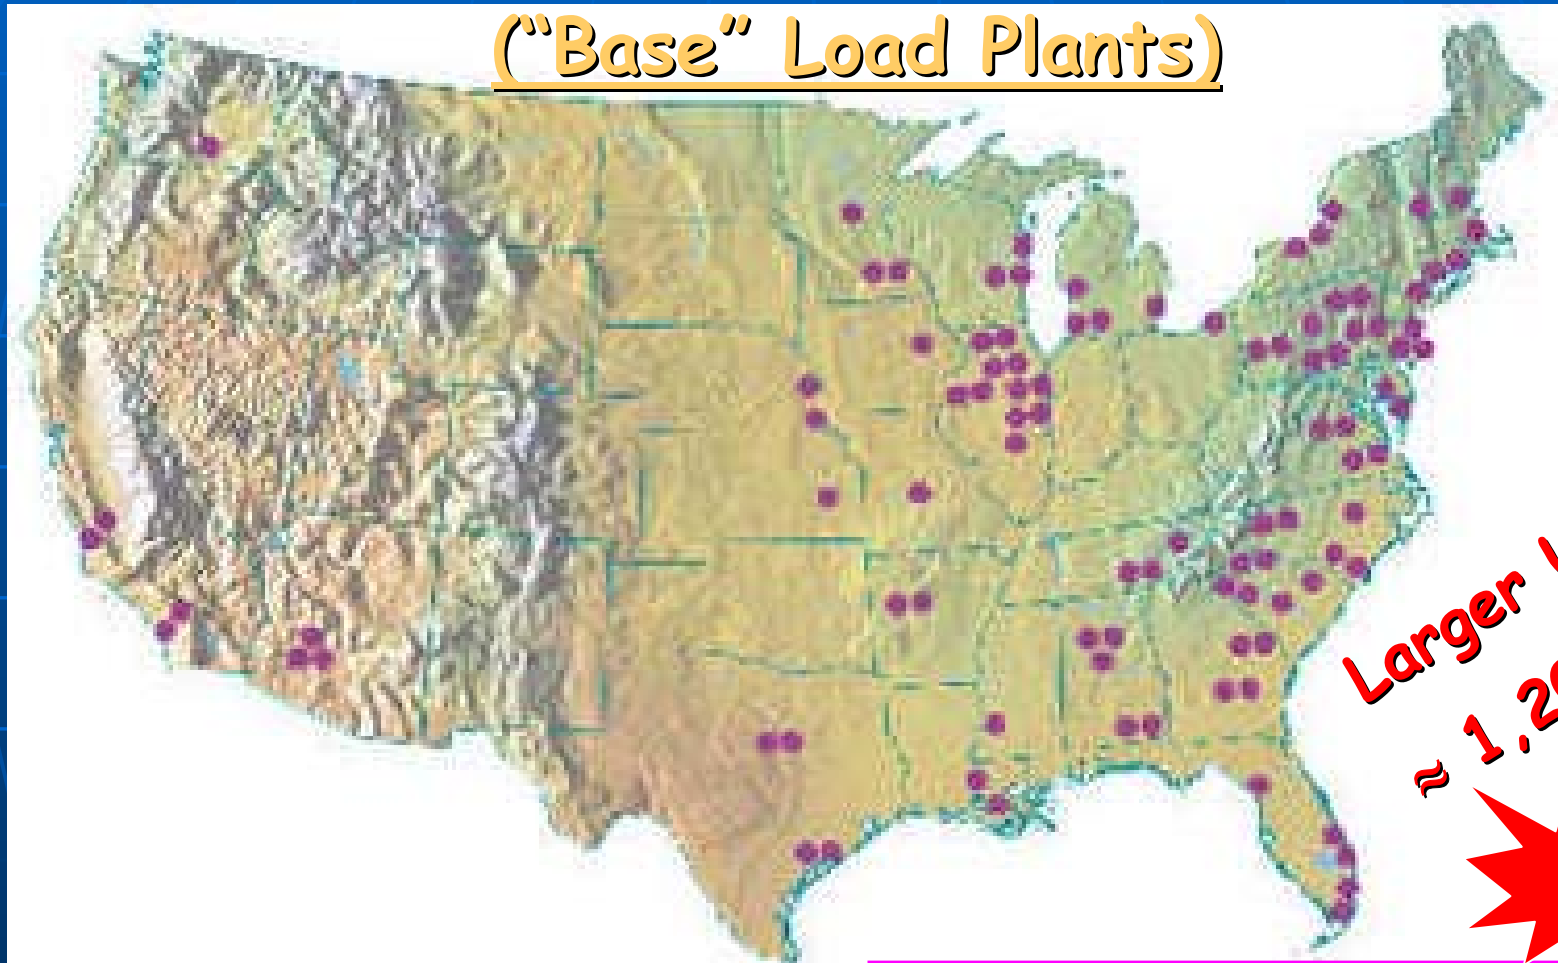 (“Base” Load Plants)
Larger
≈ 1,2